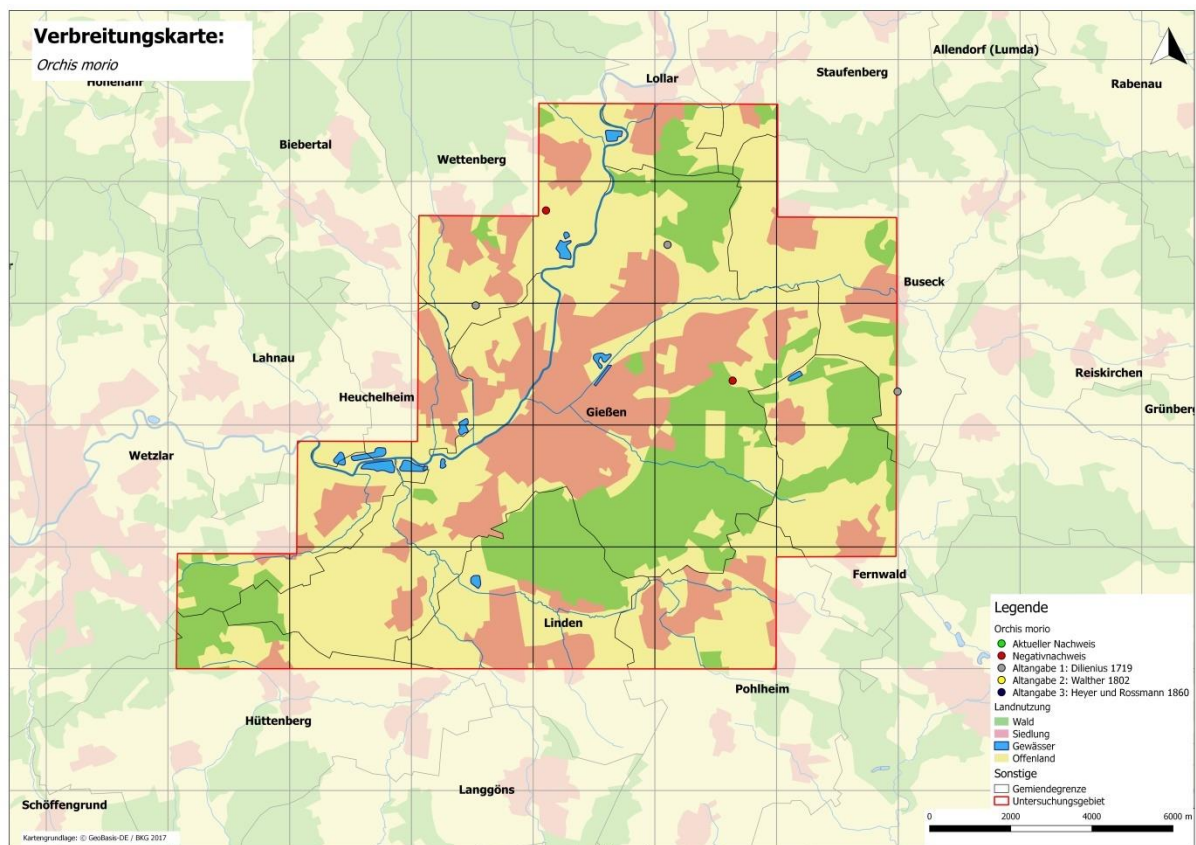 Verbreitungskarte:
Orchis morio
Hohenahr
Allendorf (Lumda)
Lollar
Staufenberg
Rabenau
Biebertal
Wettenberg
Buseck
Lahnau
Reiskirchen
Heuchelheim
Grünberg
Gießen
Wetzlar
Fernwald
Linden
Pohlheim
Hüttenberg
Langgöns
Schöffengrund
Legende
Orchis morio
Aktueller Nachweis
Negativnachweis
Altangabe 1: Dilienius 1719
Altangabe 2: Walther 1802
Altangabe 3: Heyer und Rossmann 1860
Landnutzung
Wald
Siedlung
Gewässer
Offenland
Sonstige
Gemiendegrenze
Untersuchungsgebiet
0 2000 4000 6000 m
Kartengrundlage: © GeoBasis-DE / BKG 2017